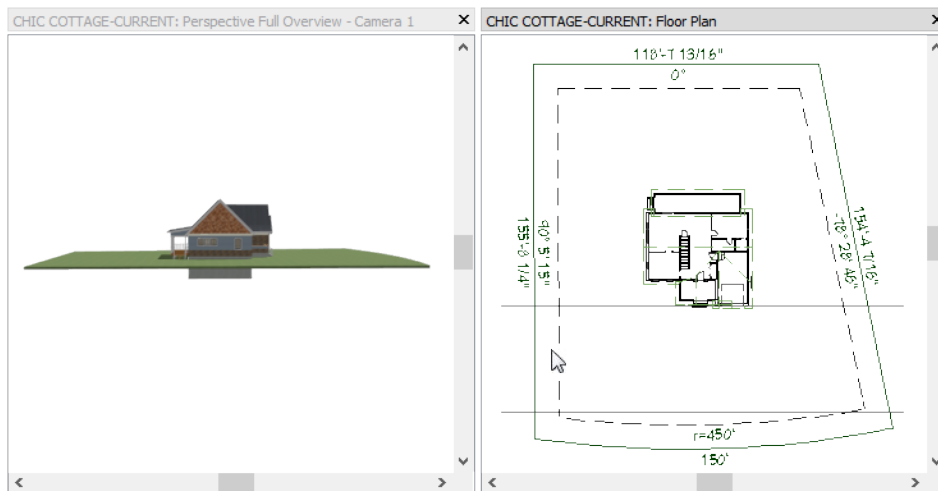 CHIC COTTAGE-CURRENT: Perspective Full Overview - Camera 1
CHIC COTTAGE-CURRENT: Floor Plan
118'-7 13/16"
0°
90° 5' 15"
155'-8 1/4"
154'-4 7/16"
-78° 28' 46"
r=450'
150'